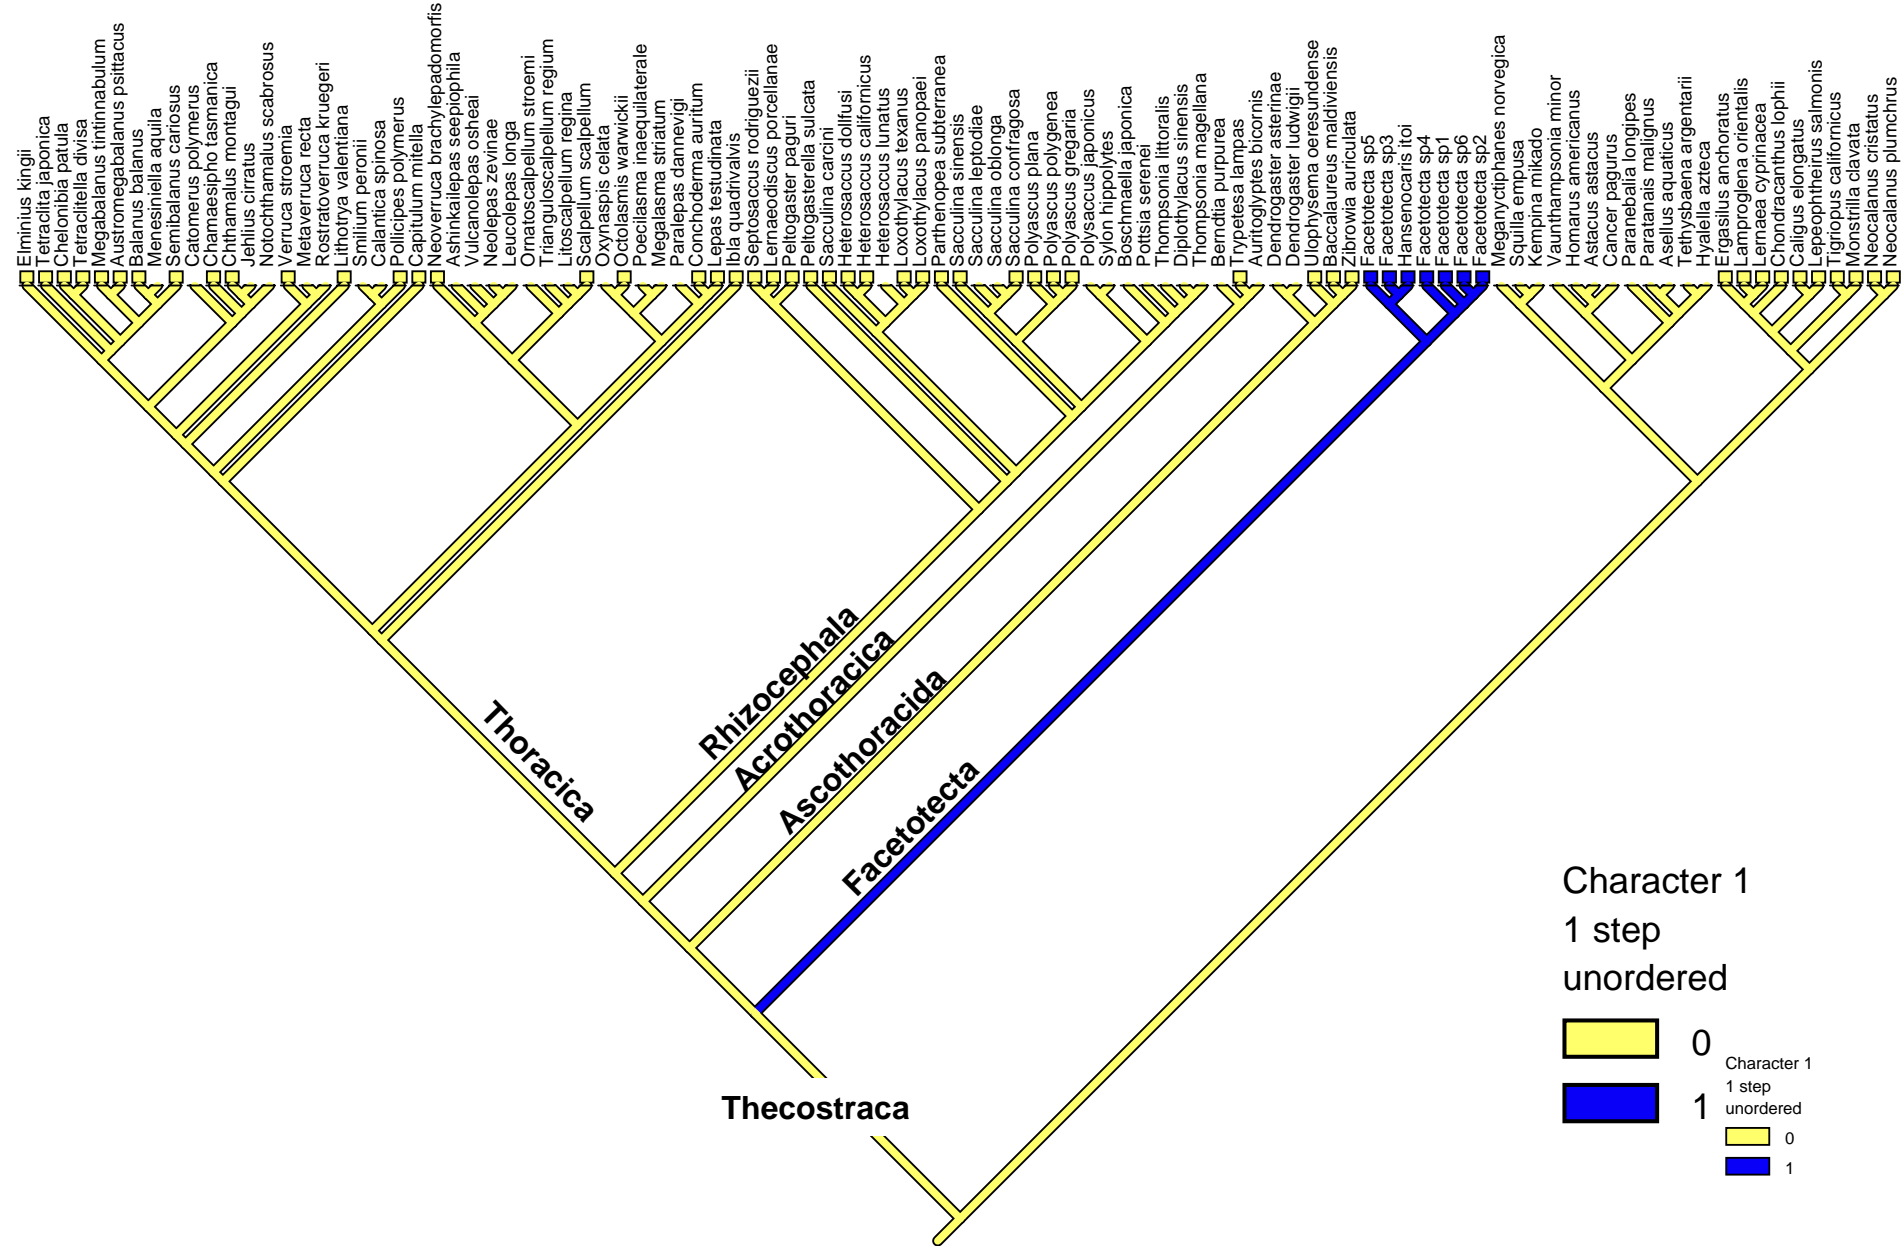 Elminius kingii
Tetraclita japonica
Chelonibia patula
Tetraclitella divisa
Megabalanus tintinnabulum
Austromegabalanus psittacus
Balanus balanus
Menesiniella aquila
Semibalanus cariosus
Catomerus polymerus
Chamaesipho tasmanica
Chthamalus montagui
Jehlius cirratus
Notochthamalus scabrosus
Verruca stroemia
Metaverruca recta
Rostratoverruca kruegeri
Lithotrya valentiana
Smilium peronii
Calantica spinosa
Pollicipes polymerus
Capitulum mitella
Neoverruca brachylepadomorfis
Ashinkailepas seepiophila
Vulcanolepas osheai
Neolepas zevinae
Leucolepas longa
Ornatoscalpellum stroemi
Trianguloscalpellum regium
Litoscalpellum regina
Scalpellum scalpellum
Oxynaspis celata
Octolasmis warwickii
Poecilasma inaequilaterale
Megalasma striatum
Paralepas dannevigi
Conchoderma auritum
Lepas testudinata
Ibla quadrivalvis
Septosaccus rodriguezii
Lernaeodiscus porcellanae
Peltogaster paguri
Peltogasterella sulcata
Sacculina carcini
Heterosaccus dollfusi
Heterosaccus californicus
Heterosaccus lunatus
Loxothylacus texanus
Loxothylacus panopaei
Parthenopea subterranea
Sacculina sinensis
Sacculina leptodiae
Sacculina oblonga
Sacculina confragosa
Polyascus plana
Polyascus polygenea
Polyascus gregaria
Polysaccus japonicus
Sylon hippolytes
Boschmaella japonica
Pottsia serenei
Thompsonia littoralis
Diplothylacus sinensis
Thompsonia magellana
Berndtia purpurea
Trypetesa lampas
Auritoglyptes bicornis
Dendrogaster asterinae
Dendrogaster ludwigii
Ulophysema oeresundense
Baccalaureus maldiviensis
Zibrowia auriculata
Facetotecta sp5
Facetotecta sp3
Hansenocaris itoi
Facetotecta sp4
Facetotecta sp1
Facetotecta sp6
Facetotecta sp2
Meganyctiphanes norvegica
Squilla empusa
Kempina mikado
Vaunthampsonia minor
Homarus americanus
Astacus astacus
Cancer pagurus
Paranebalia longipes
Paratanais malignus
Asellus aquaticus
Tethysbaena argentarii
Hyalella azteca
Ergasilus anchoratus
Lamproglena orientalis
Lernaea cyprinacea
Chondracanthus lophii
Caligus elongatus
Lepeophtheirus salmonis
Tigriopus californicus
Monstrilla clavata
Neocalanus cristatus
Neocalanus plumchrus
Thoracica
Rhizocephala
Acrothoracica
Ascothoracida
Facetotecta
Thecostraca
Character 1
1 step
unordered
0
1
Character 1
1 step
unordered
0
1